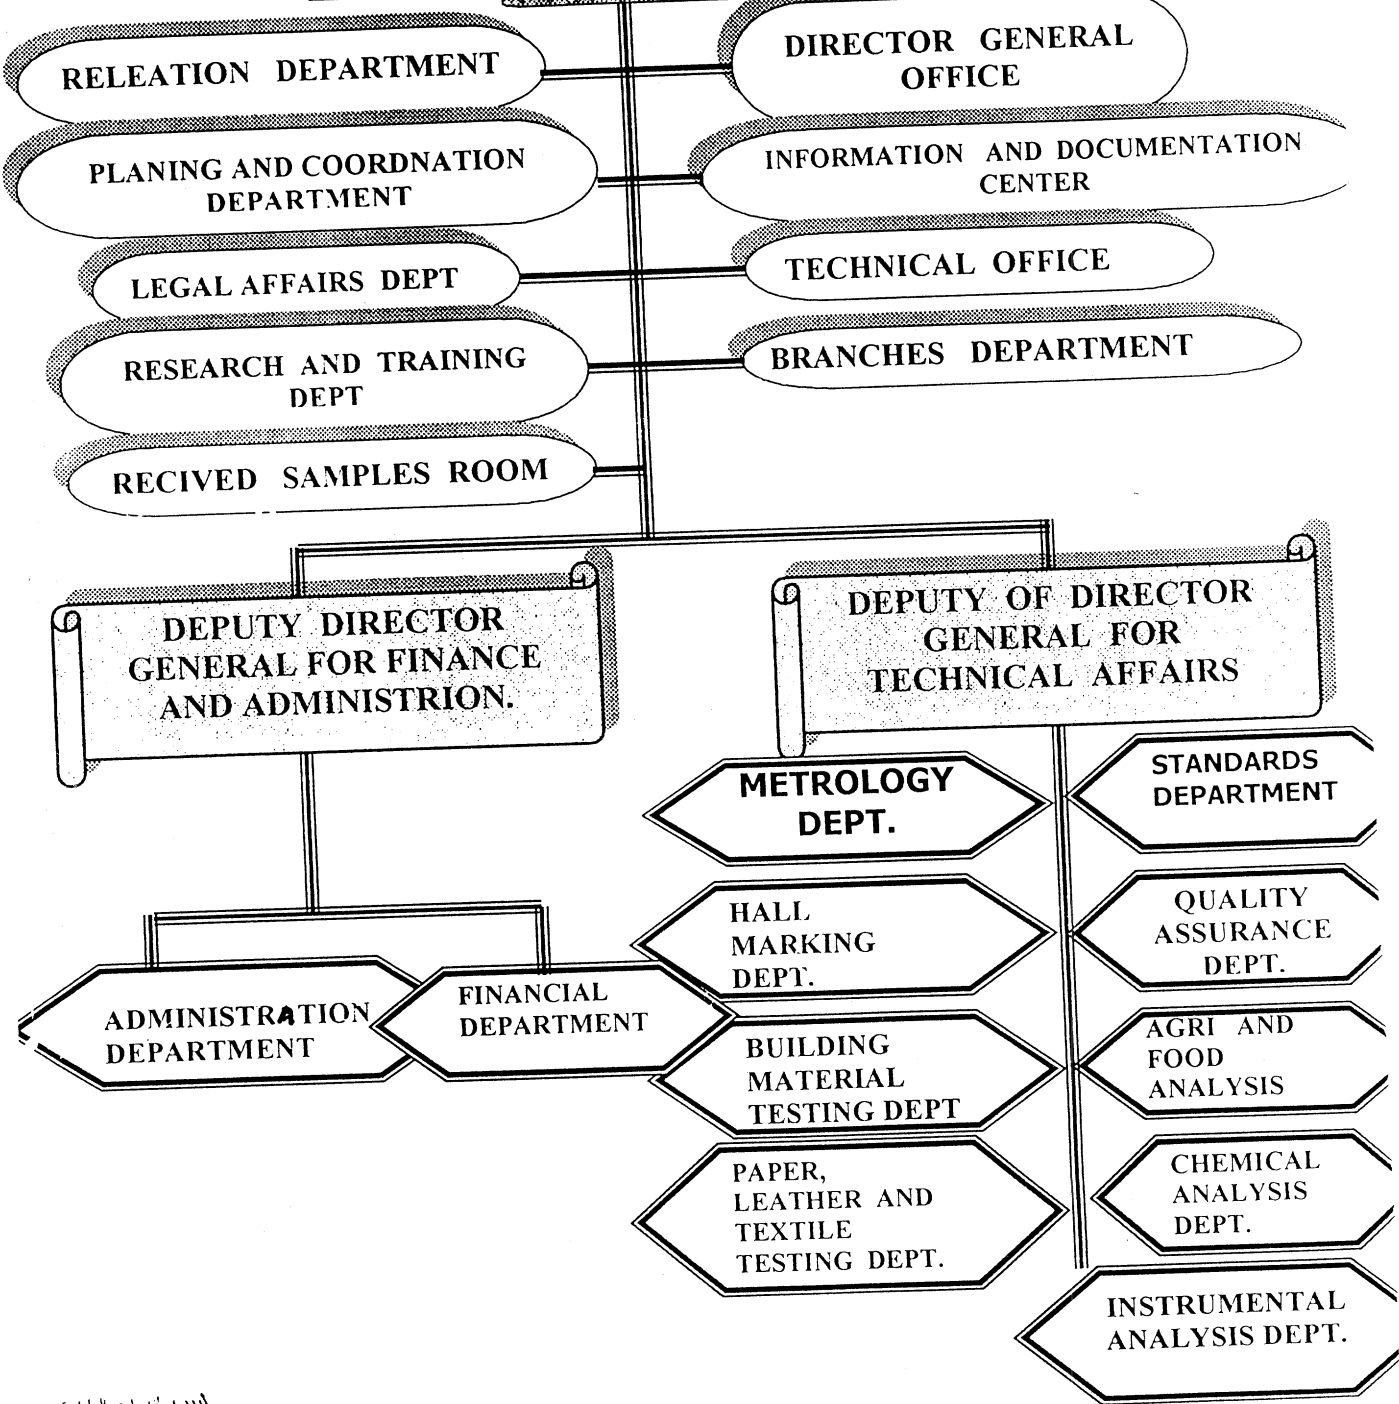 RELEATION DEPARTMENT
DIRECTOR GENERAL
OFFICE
PLANING AND COORDNATION
DEPARTMENT
INFORMATION AND DOCUMENTATION
CENTER
LEGAL AFFAIRS DEPT
TECHNICAL OFFICE
RESEARCH AND TRAINING
DEPT
BRANCHES DEPARTMENT
RECIVED SAMPLES ROOM
DEPUTY DIRECTOR
GENERAL FOR FINANCE
AND ADMINISTRION.
DEPUTY OF DIRECTOR
GENERAL FOR
TECHNICAL AFFAIRS
METROLOGY
DEPT.
STANDARDS
DEPARTMENT
HALL
MARKING
DEPT.
QUALITY
ASSURANCE
DEPT.
ADMINISTRATION
DEPARTMENT
FINANCIAL
DEPARTMENT
BUILDING
MATERIAL
TESTING DEPT
AGRI AND
FOOD
ANALYSIS
PAPER,
LEATHER AND
TEXTILE
TESTING DEPT.
CHEMICAL
ANALYSIS
DEPT.
INSTRUMENTAL
ANALYSIS DEPT.